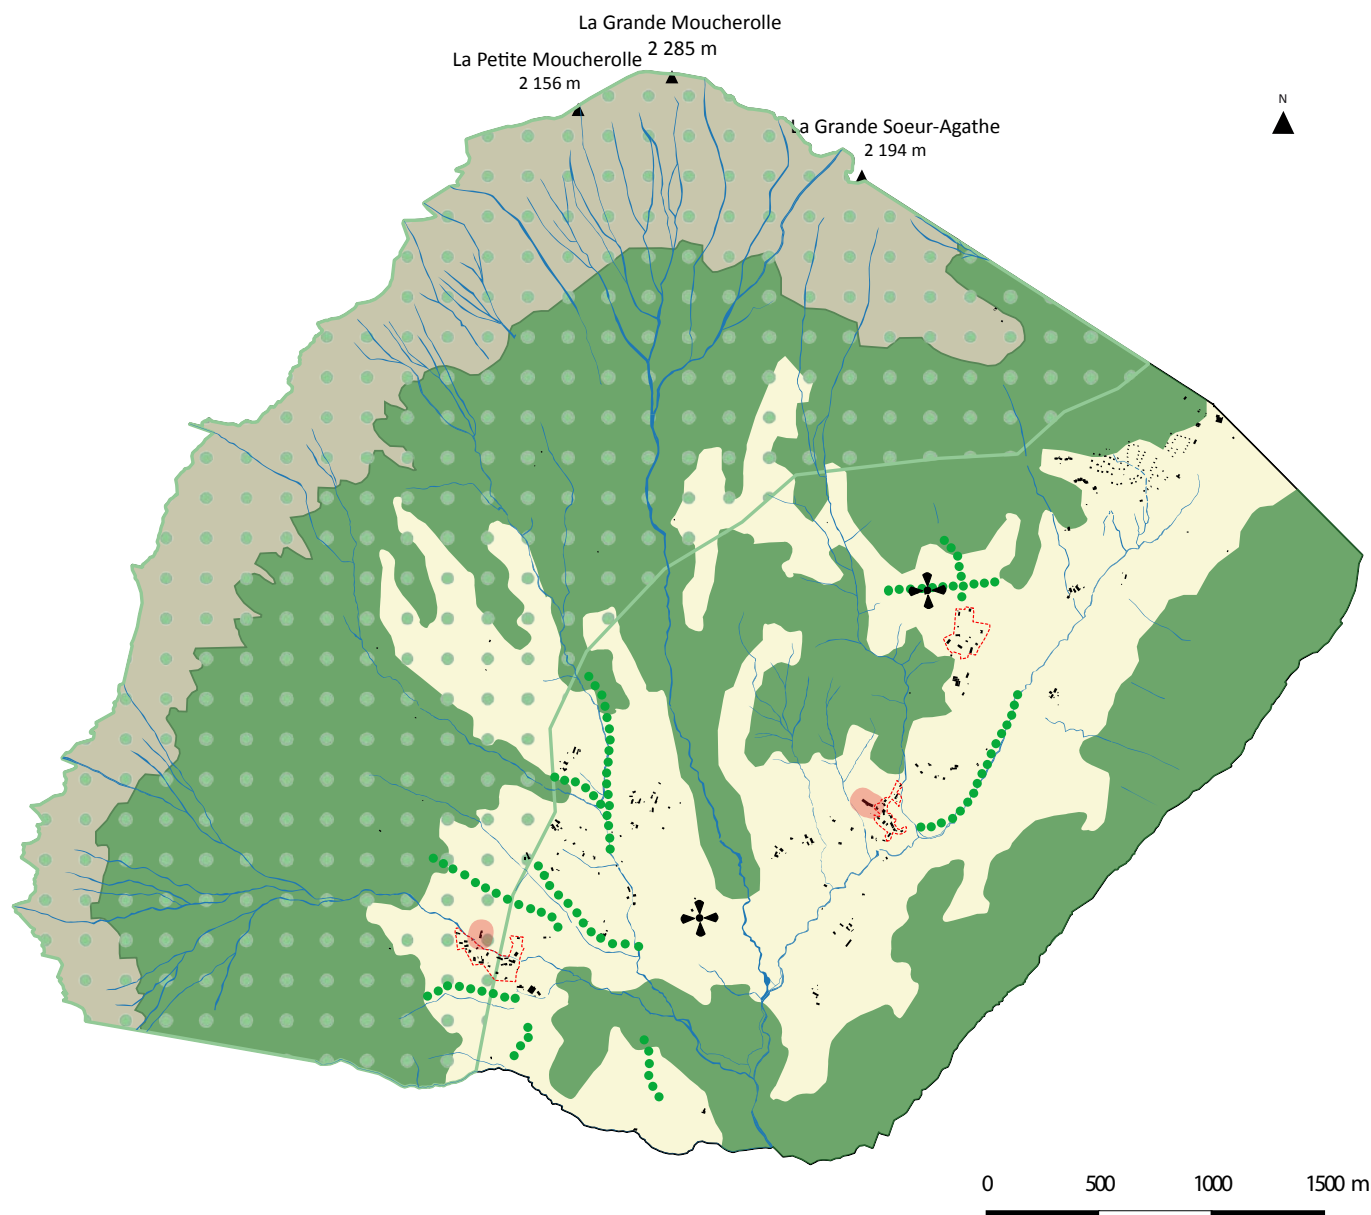 La Grande Moucherolle
2 285 m
La Petite Moucherolle
2 156 m
La Grande Soeur-Agathe
2 194 m
N
0 500 1000 1500 m